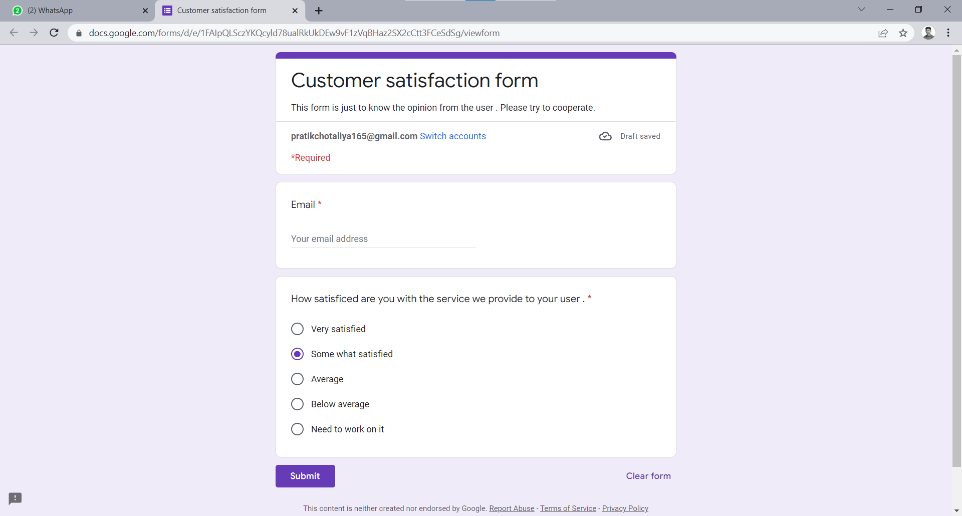 (2) WhatsApp
Customer satisfaction form
docs.google.com/forms/d/e/1FAIpQLSczYKQcyld78ualRkUkDEw9vF1zVqBHaz2SX2cCtt3FCeSdSg/viewform
Customer satisfaction form
This form is just to know the opinion from the user . Please try to cooperate.
pratikchotaliya165@gmail.com Switch accounts
Draft saved
*Required
Email *
Your email address
How satisficed are you with the service we provide to your user . *
Very satisfied
Some what satisfied
Average
Below average
Need to work on it
Submit
Clear form
This content is neither created nor endorsed by Google. Report Abuse - Terms of Service - Privacy Policy